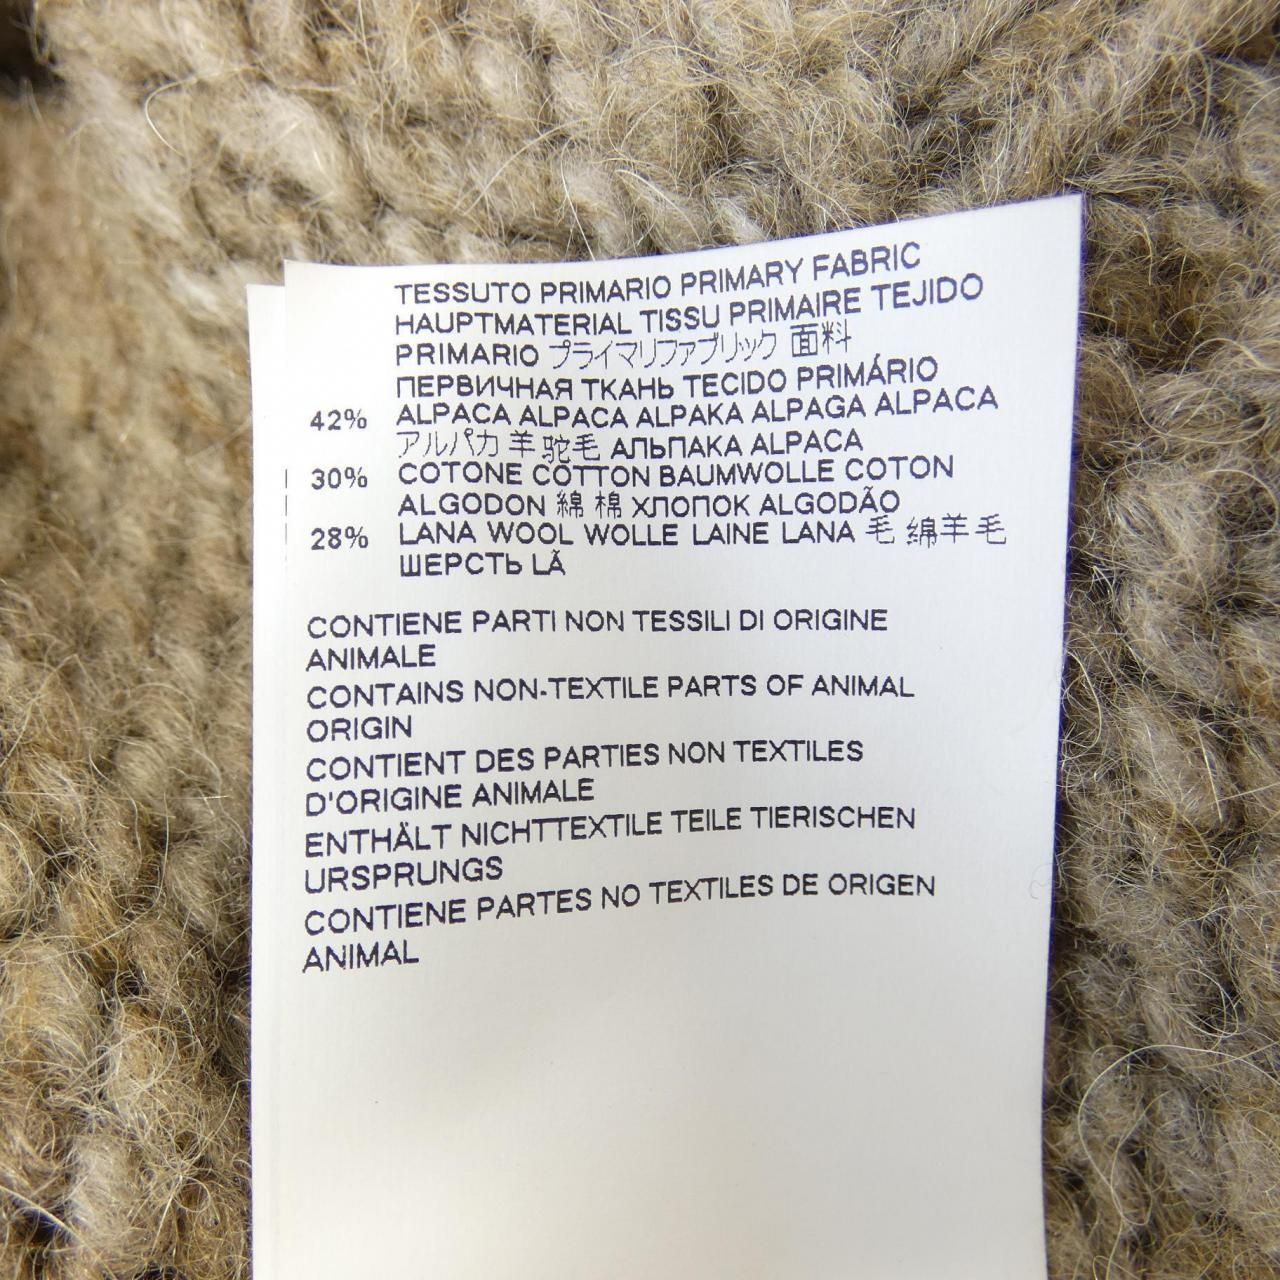 TESSUTO PRIMARIO PRIMARY FABRIC
HAUPTMATERIAL TISSU PRIMAIRE TEJIDO
PRIMARIO プライマリファブリック 面料
ПЕРВИЧНАЯ ТКАНЬ TECIDO PRIMÁRIO
42% ALPACA ALPACA ALPAKA ALPAGA ALPACA
アルパカ 羊駝毛 АЛЬПАКА ALPACA
30% COTONE COTTON BAUMWOLLE COTON
ALGODON 綿 棉 ХЛОПОК ALGODÃO
28% LANA WOOL WOLLE LAINE LANA 毛 绵羊毛
ШЕРСТЬ LÃ
CONTIENE PARTI NON TESSILI DI ORIGINE
ANIMALE
CONTAINS NON-TEXTILE PARTS OF ANIMAL
ORIGIN
CONTIENT DES PARTIES NON TEXTILES
D'ORIGINE ANIMALE
ENTHÄLT NICHTTEXTILE TEILE TIERISCHEN
URSPRUNGS
CONTIENE PARTES NO TEXTILES DE ORIGEN
ANIMAL